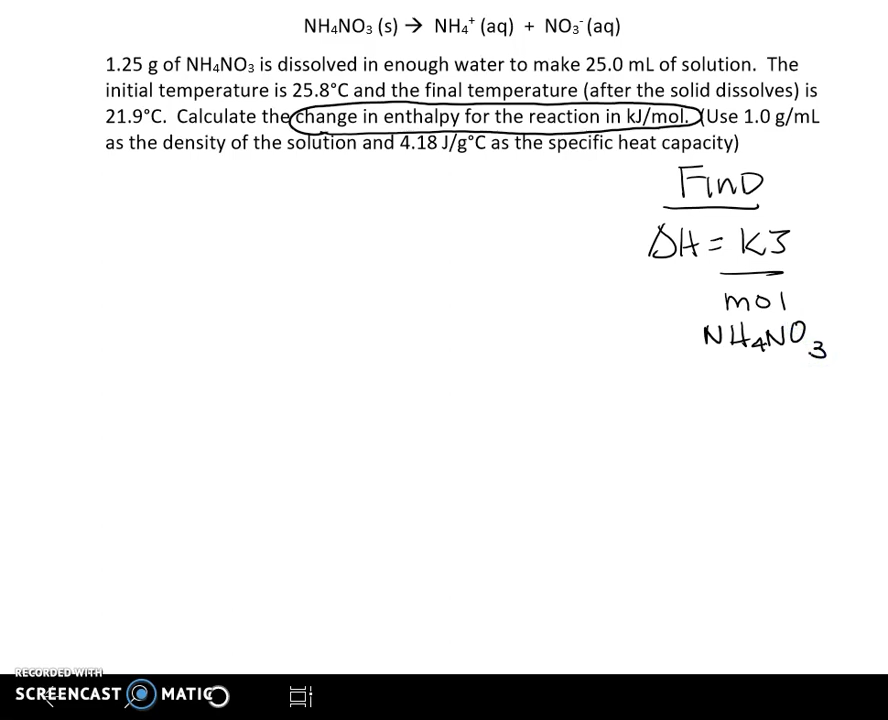 NH₄NO₃ (s) → NH₄⁺ (aq) + NO₃⁻ (aq)
1.25 g of NH₄NO₃ is dissolved in enough water to make 25.0 mL of solution. The
initial temperature is 25.8°C and the final temperature (after the solid dissolves) is
21.9°C. Calculate the change in enthalpy for the reaction in kJ/mol. (Use 1.0 g/mL
as the density of the solution and 4.18 J/g°C as the specific heat capacity)
FinD
ΔH = kJ
mol
NH₄NO₃
RECORDED WITH
SCREENCAST MATIC